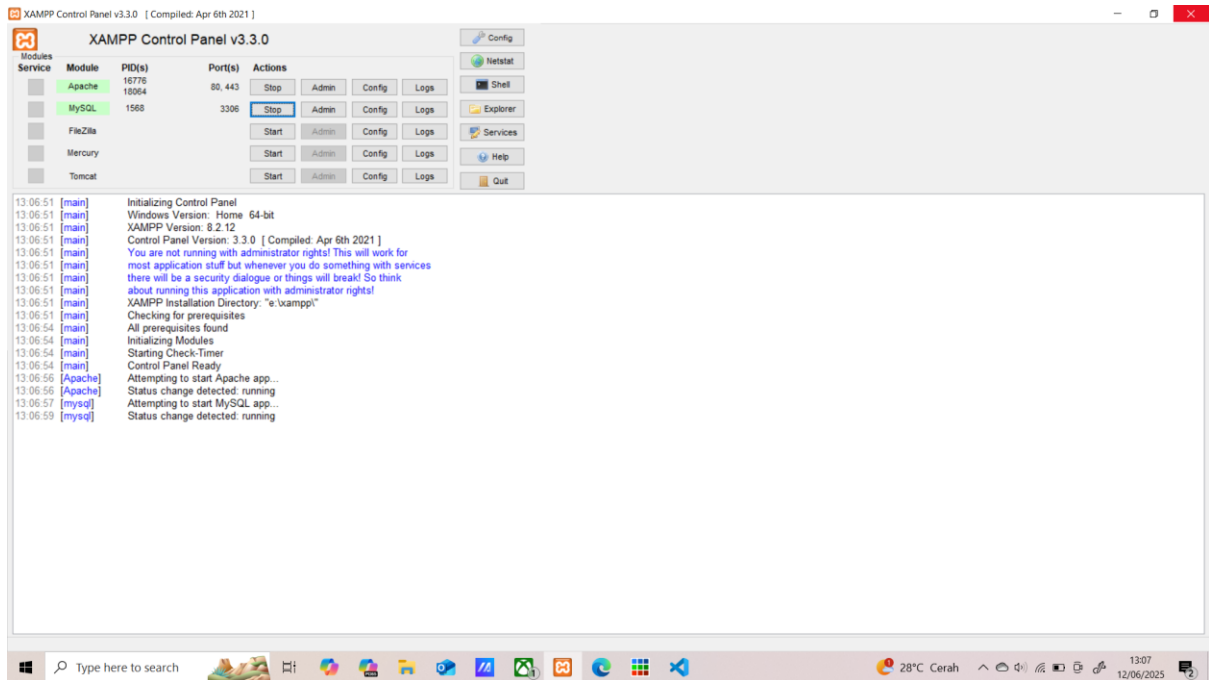 XAMPP Control Panel v3.3.0 [ Compiled: Apr 6th 2021 ]
XAMPP Control Panel v3.3.0
Config
Modules
Service Module PID(s) Port(s) Actions
Netstat
Apache 16776 18064 80, 443 Stop Admin Config Logs
Shell
MySQL 1568 3306 Stop Admin Config Logs
Explorer
FileZilla Start Admin Config Logs
Services
Mercury Start Admin Config Logs
Help
Tomcat Start Admin Config Logs
Quit
13:06:51 [main] Initializing Control Panel
13:06:51 [main] Windows Version: Home 64-bit
13:06:51 [main] XAMPP Version: 8.2.12
13:06:51 [main] Control Panel Version: 3.3.0 [ Compiled: Apr 6th 2021 ]
13:06:51 [main] You are not running with administrator rights! This will work for
13:06:51 [main] most application stuff but whenever you do something with services
13:06:51 [main] there will be a security dialogue or things will break! So think
13:06:51 [main] about running this application with administrator rights!
13:06:51 [main] XAMPP Installation Directory: "e:\xampp\"
13:06:51 [main] Checking for prerequisites
13:06:54 [main] All prerequisites found
13:06:54 [main] Initializing Modules
13:06:54 [main] Starting Check-Timer
13:06:54 [main] Control Panel Ready
13:06:56 [Apache] Attempting to start Apache app...
13:06:56 [Apache] Status change detected: running
13:06:57 [mysql] Attempting to start MySQL app...
13:06:59 [mysql] Status change detected: running
Type here to search
28°C Cerah
13:07
12/06/2025